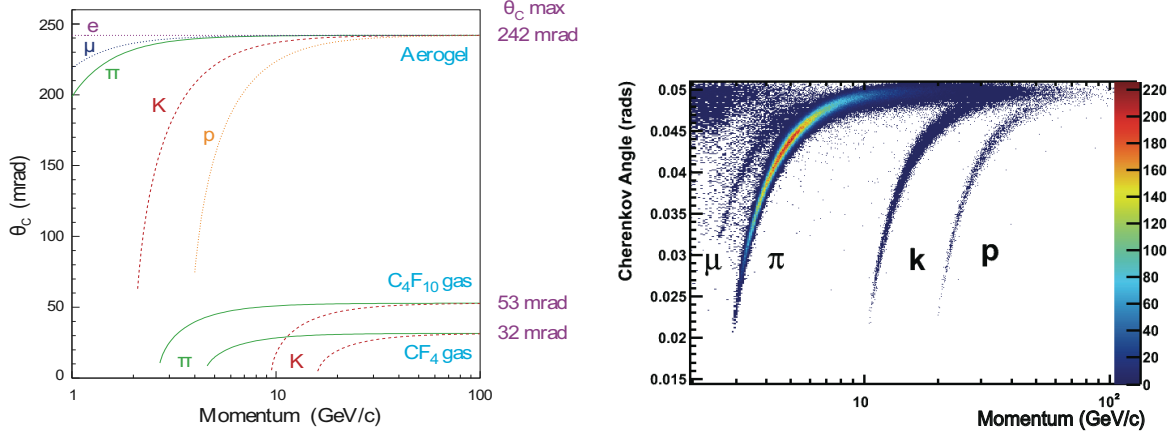 θC max
242 mrad
e
μ
π
K
p
Aerogel
C4F10 gas
53 mrad
32 mrad
π
K
CF4 gas
250
200
150
100
50
0
θC (mrad)
1
10
100
Momentum (GeV/c)
0.05
0.045
0.04
0.035
0.03
0.025
0.02
0.015
Cherenkov Angle (rads)
μ
π
k
p
10
10²
Momentum (GeV/c)
220
200
180
160
140
120
100
80
60
40
20
0